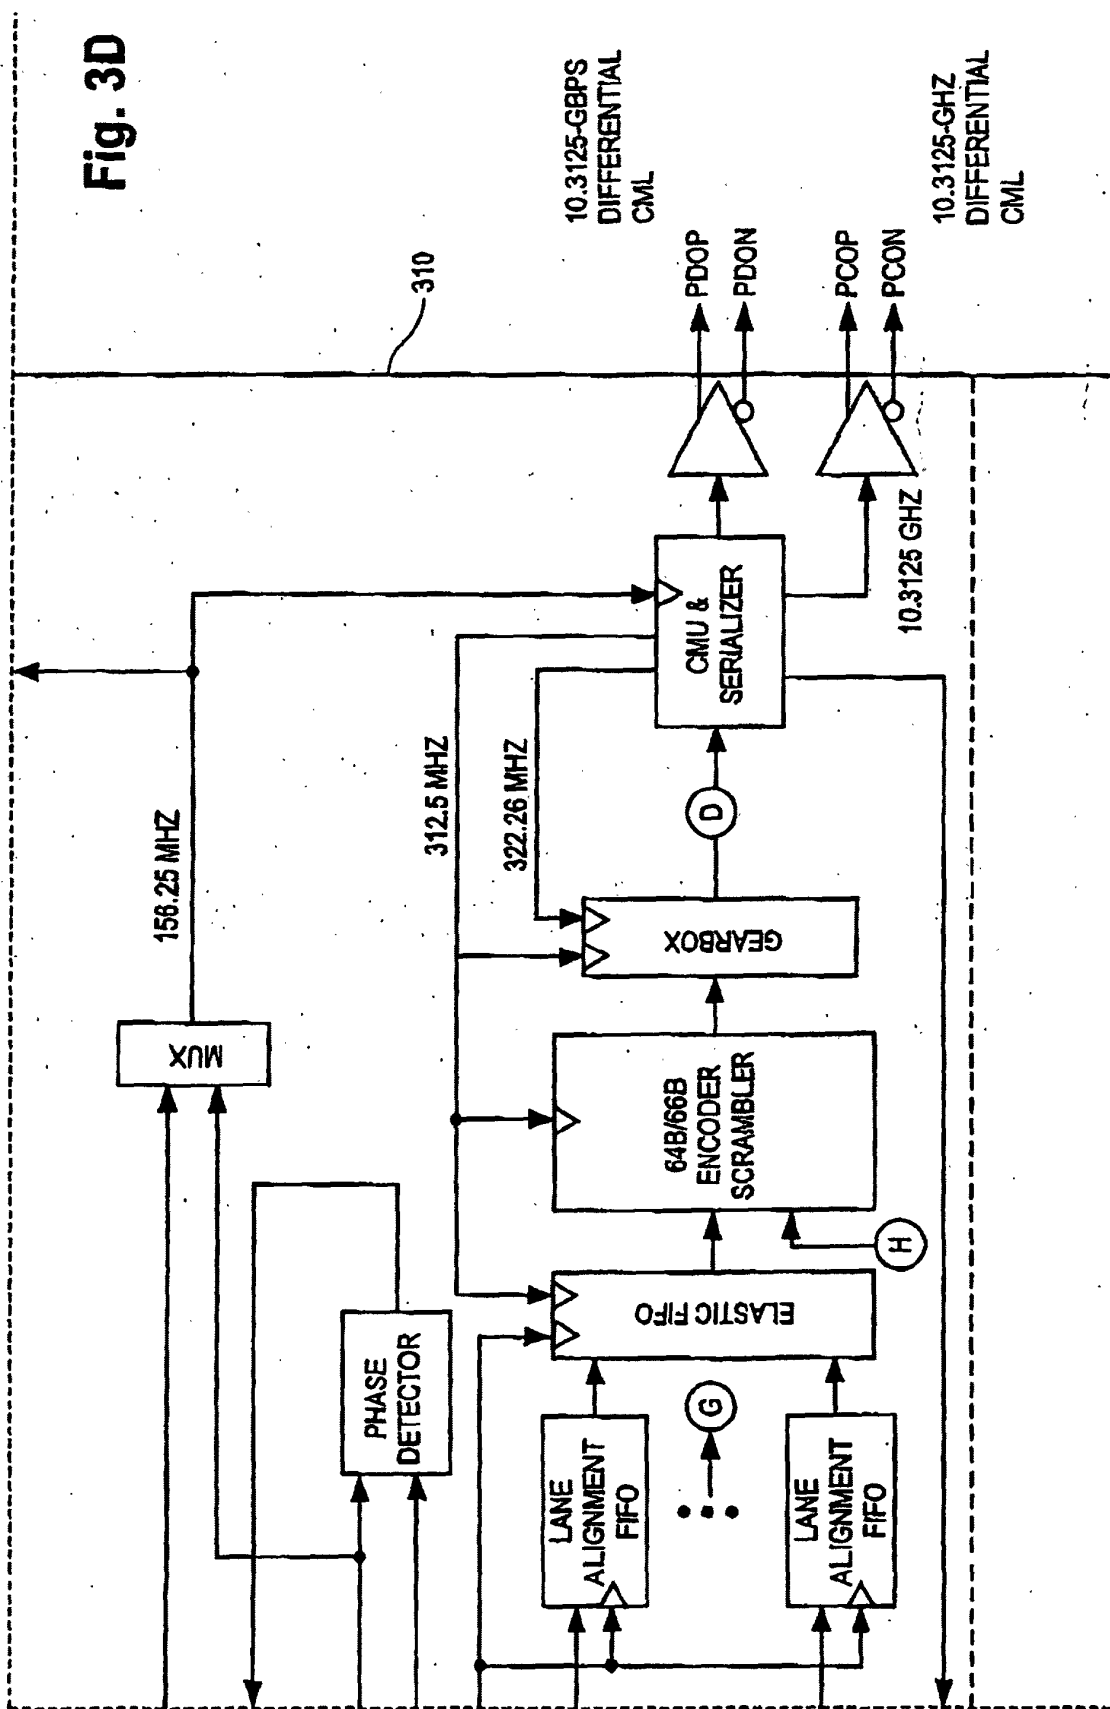 Fig. 3D
310
10.3125-GBPS
DIFFERENTIAL
CML
PDOP
PDON
PCOP
PCON
10.3125-GHZ
DIFFERENTIAL
CML
156.25 MHZ
MUX
312.5 MHZ
322.26 MHZ
CMU &
SERIALIZER
10.3125 GHZ
D
GEARBOX
64B/66B
ENCODER
SCRAMBLER
H
ELASTIC FIFO
PHASE
DETECTOR
LANE
ALIGNMENT
FIFO
G
LANE
ALIGNMENT
FIFO